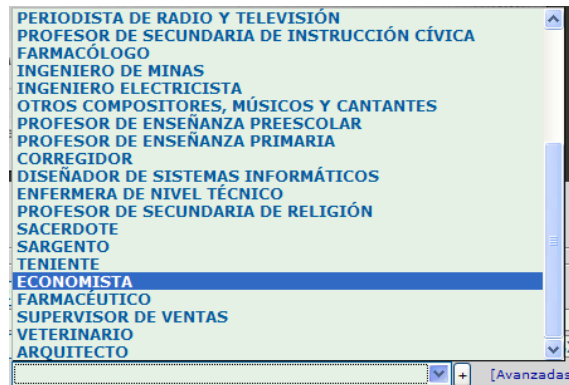 PERIODISTA DE RADIO Y TELEVISIÓN
PROFESOR DE SECUNDARIA DE INSTRUCCIÓN CÍVICA
FARMACÓLOGO
INGENIERO DE MINAS
INGENIERO ELECTRICISTA
OTROS COMPOSITORES, MÚSICOS Y CANTANTES
PROFESOR DE ENSEÑANZA PREESCOLAR
PROFESOR DE ENSEÑANZA PRIMARIA
CORREGIDOR
DISEÑADOR DE SISTEMAS INFORMÁTICOS
ENFERMERA DE NIVEL TÉCNICO
PROFESOR DE SECUNDARIA DE RELIGIÓN
SACERDOTE
SARGENTO
TENIENTE
ECONOMISTA
FARMACÉUTICO
SUPERVISOR DE VENTAS
VETERINARIO
ARQUITECTO
+ [Avanzadas